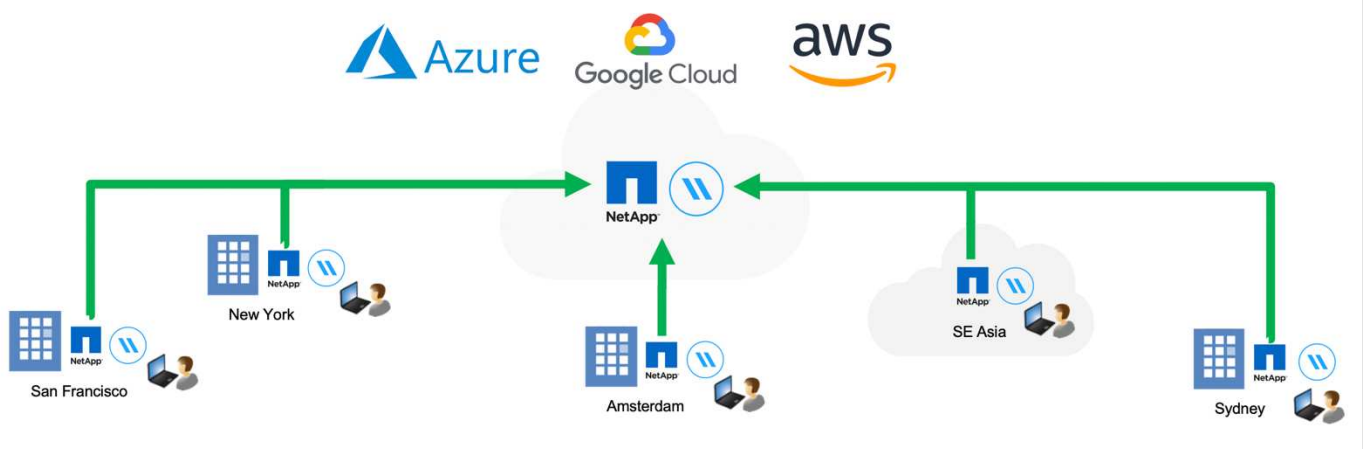 Azure
Google Cloud
aws
NetApp
NetApp
New York
NetApp
SE Asia
NetApp
San Francisco
NetApp
Amsterdam
NetApp
Sydney